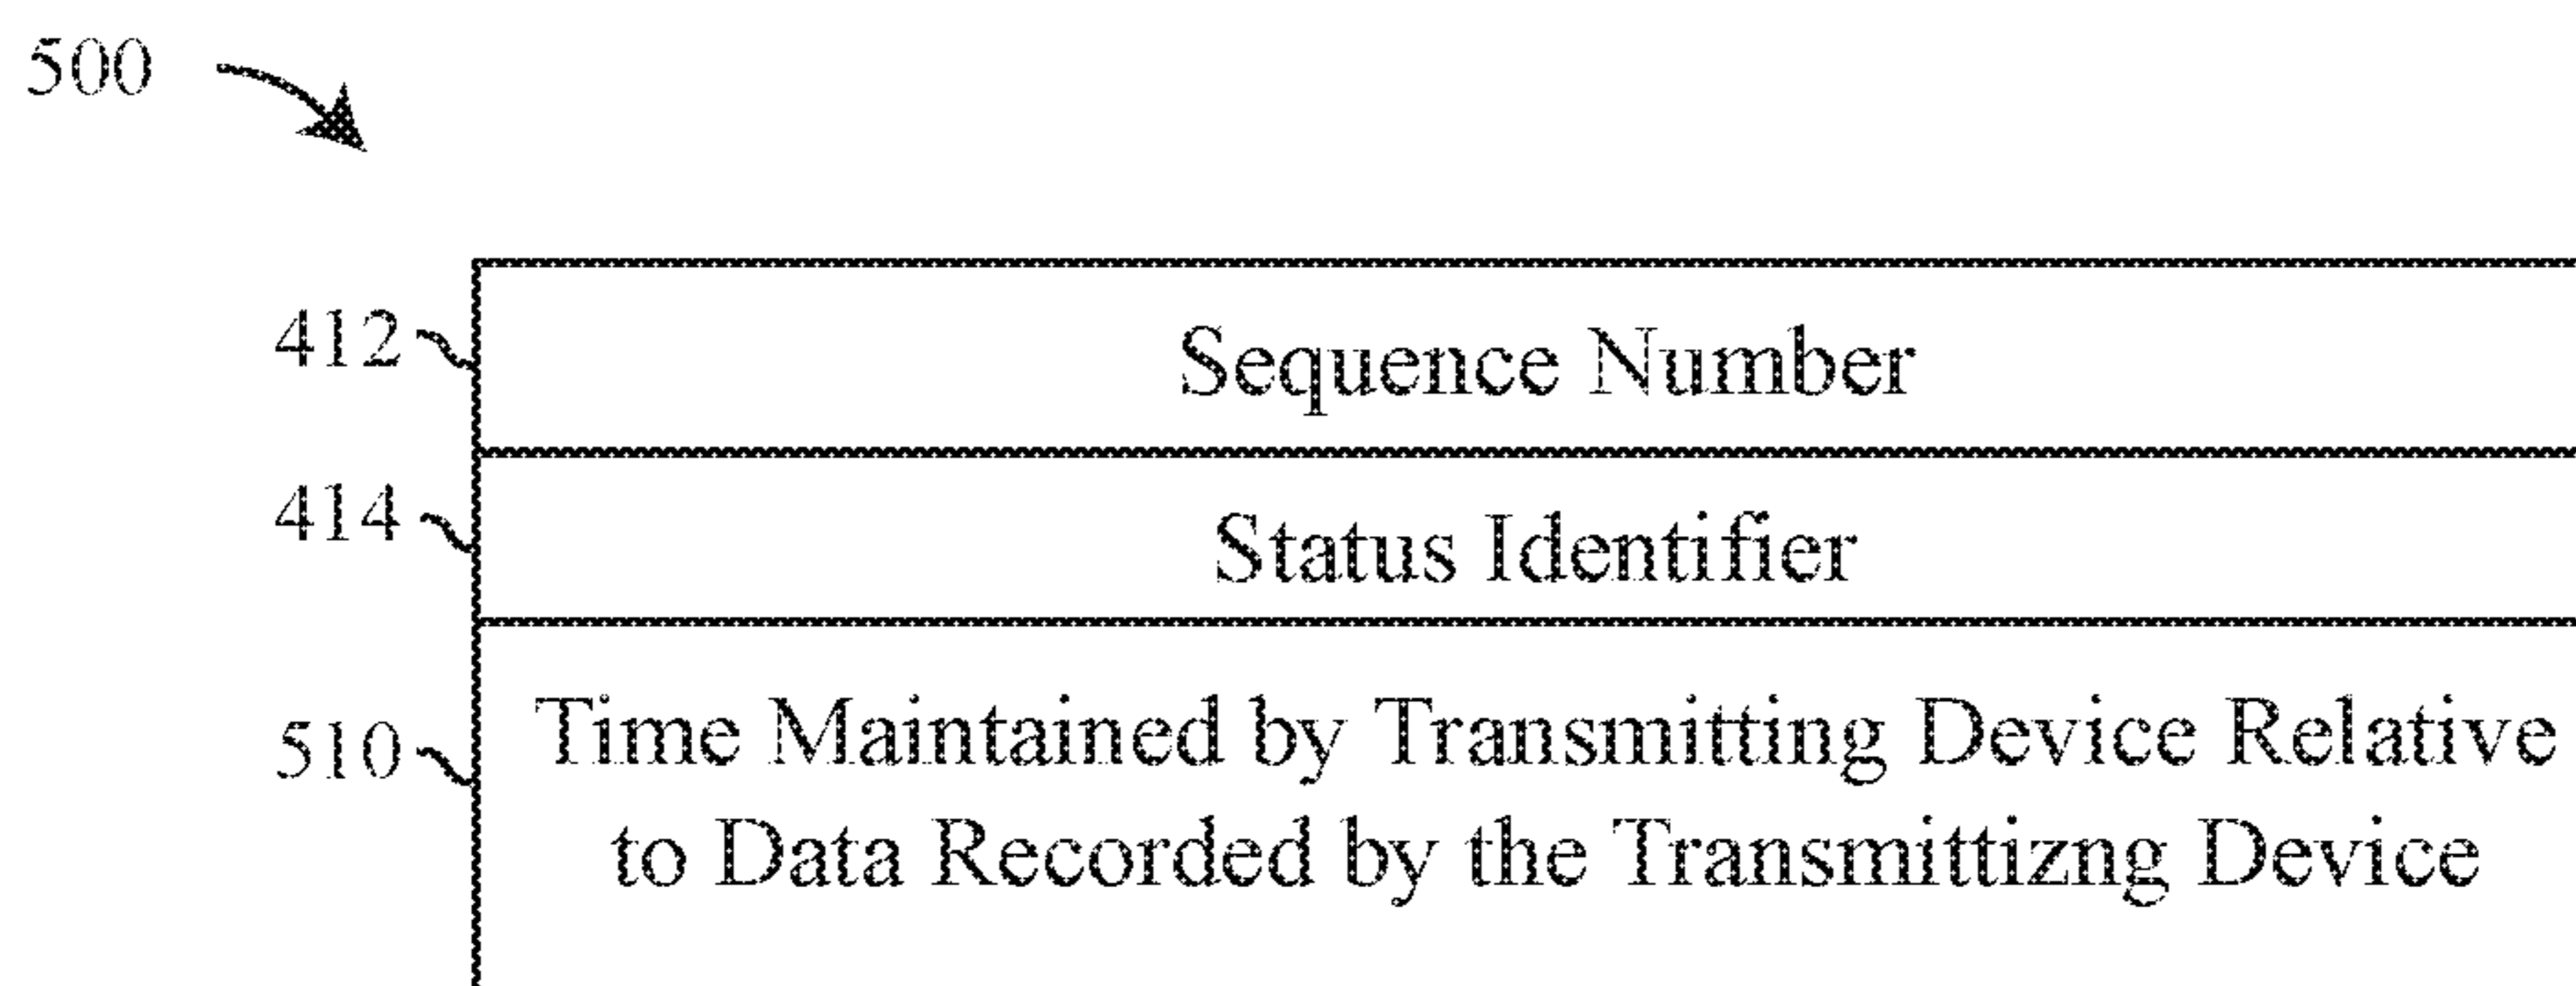 500
412
Sequence Number
414
Status Identifier
510
Time Maintained by Transmitting Device Relative
to Data Recorded by the Transmittizng Device